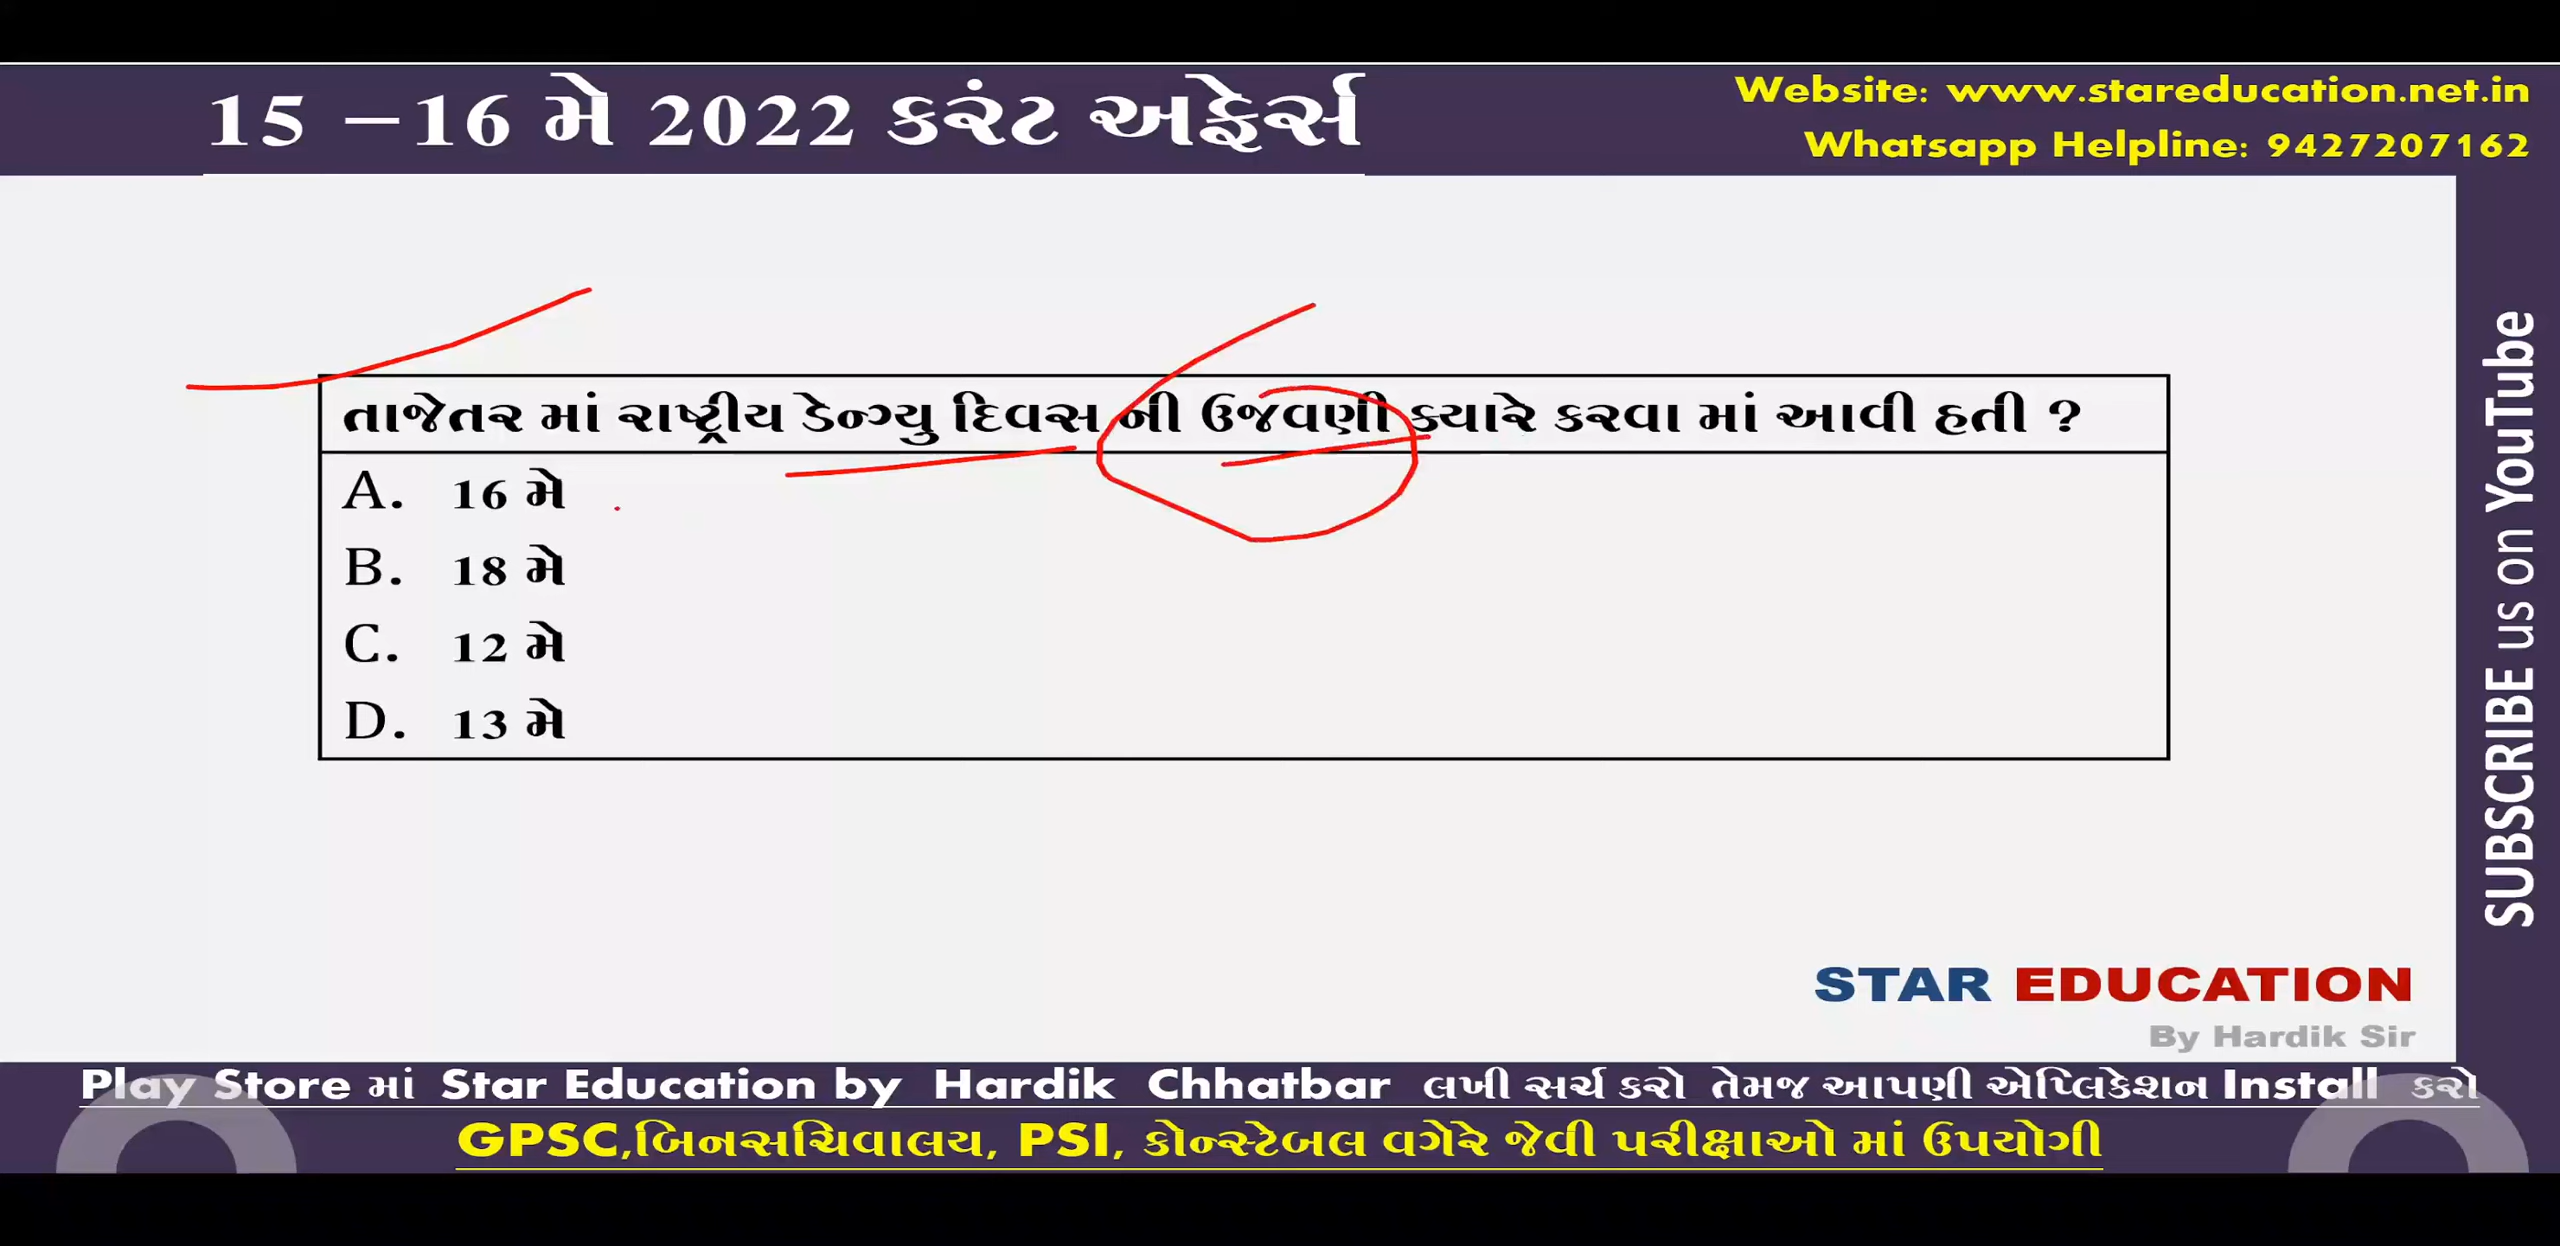 15 –16 મે 2022 કરંટ અફેર્સ
Website: www.stareducation.net.in
Whatsapp Helpline: 9427207162
તાજેતર માં રાષ્ટ્રીય ડેન્ગ્યુ દિવસ ની ઉજવણી ક્યારે કરવા માં આવી હતી ?
A. 16 મે
B. 18 મે
C. 12 મે
D. 13 મે
SUBSCRIBE us on YouTube
STAR EDUCATION
By Hardik Sir
Play Store માં Star Education by Hardik Chhatbar લખી સર્ચ કરો તેમજ આપણી એપ્લિકેશન Install કરો
GPSC,બિનસચિવાલય, PSI, કોન્સ્ટેબલ વગેરે જેવી પરીક્ષાઓ માં ઉપયોગી